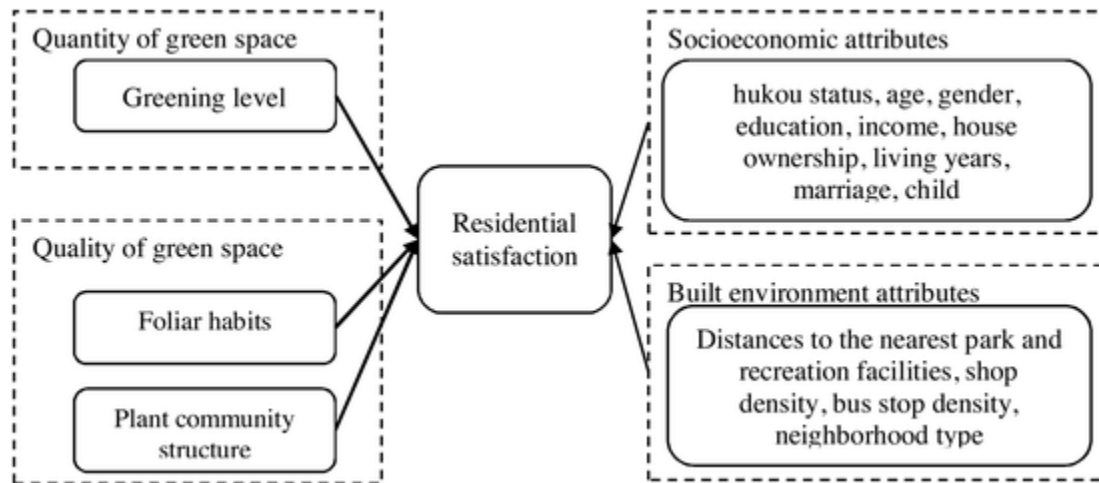 Quantity of green space
Greening level
Quality of green space
Foliar habits
Plant community
structure
Residential
satisfaction
Socioeconomic attributes
hukou status, age, gender,
education, income, house
ownership, living years,
marriage, child
Built environment attributes
Distances to the nearest park and
recreation facilities, shop
density, bus stop density,
neighborhood type